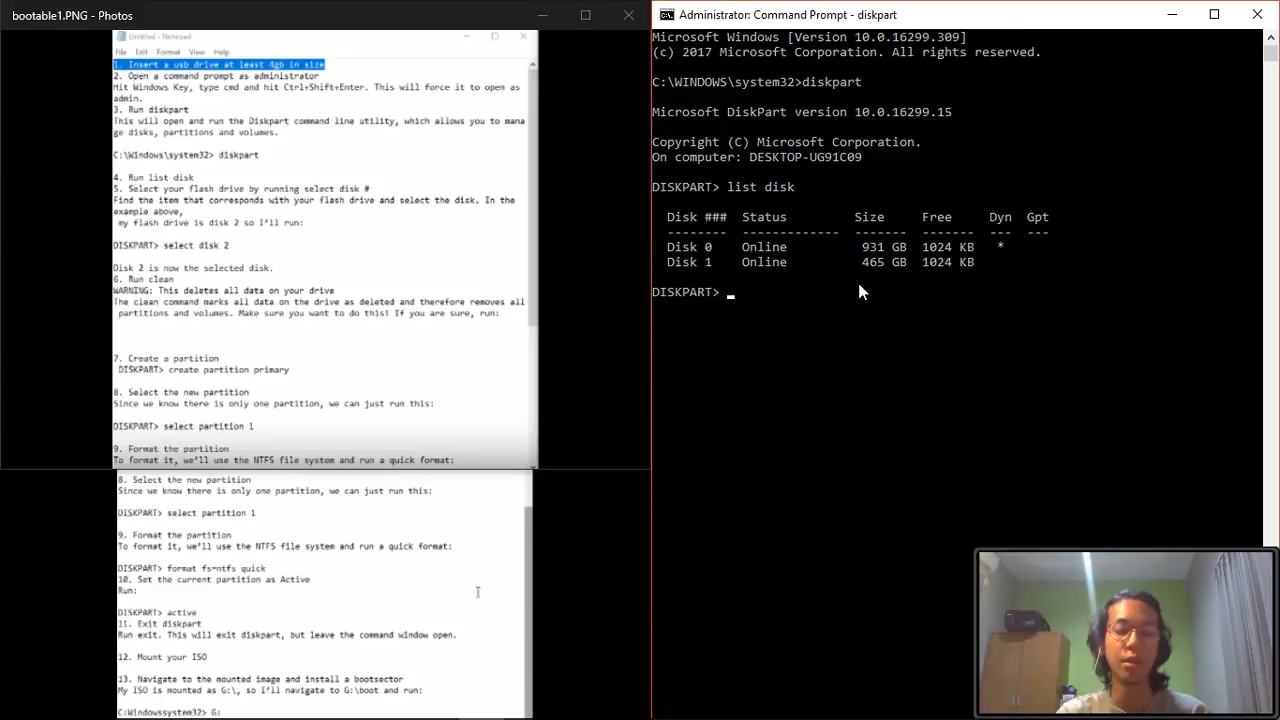 bootable1.PNG - Photos
Untitled - Notepad
File Edit Format View Help
1. Insert a usb drive at least 4gb in size
2. Open a command prompt as administrator
Hit Windows Key, type cmd and hit Ctrl+Shift+Enter. This will force it to open as
admin.
3. Run diskpart
This will open and run the Diskpart command line utility, which allows you to mana
ge disks, partitions and volumes.
C:\Windows\system32> diskpart
4. Run list disk
5. Select your flash drive by running select disk #
Find the item that corresponds with your flash drive and select the disk. In the
example above,
my flash drive is disk 2 so I'll run:
DISKPART> select disk 2
Disk 2 is now the selected disk.
6. Run clean
WARNING: This deletes all data on your drive
The clean command marks all data on the drive as deleted and therefore removes all
partitions and volumes. Make sure you want to do this! If you are sure, run:
7. Create a partition
DISKPART> create partition primary
8. Select the new partition
Since we know there is only one partition, we can just run this:
DISKPART> select partition 1
9. Format the partition
To format it, we'll use the NTFS file system and run a quick format:
8. Select the new partition
Since we know there is only one partition, we can just run this:
DISKPART> select partition 1
9. Format the partition
To format it, we'll use the NTFS file system and run a quick format:
DISKPART> format fs=ntfs quick
10. Set the current partition as Active
Run:
DISKPART> active
11. Exit diskpart
Run exit. This will exit diskpart, but leave the command window open.
12. Mount your ISO
13. Navigate to the mounted image and install a bootsector
My ISO is mounted as G:\, so I'll navigate to G:\boot and run:
C:Windowssystem32> G:
Administrator: Command Prompt - diskpart
Microsoft Windows [Version 10.0.16299.309]
(c) 2017 Microsoft Corporation. All rights reserved.
C:\WINDOWS\system32>diskpart
Microsoft DiskPart version 10.0.16299.15
Copyright (C) Microsoft Corporation.
On computer: DESKTOP-UG91C09
DISKPART> list disk
Disk ### Status Size Free Dyn Gpt
-------- ------------- ------- ------- --- ---
Disk 0 Online 931 GB 1024 KB *
Disk 1 Online 465 GB 1024 KB
DISKPART>